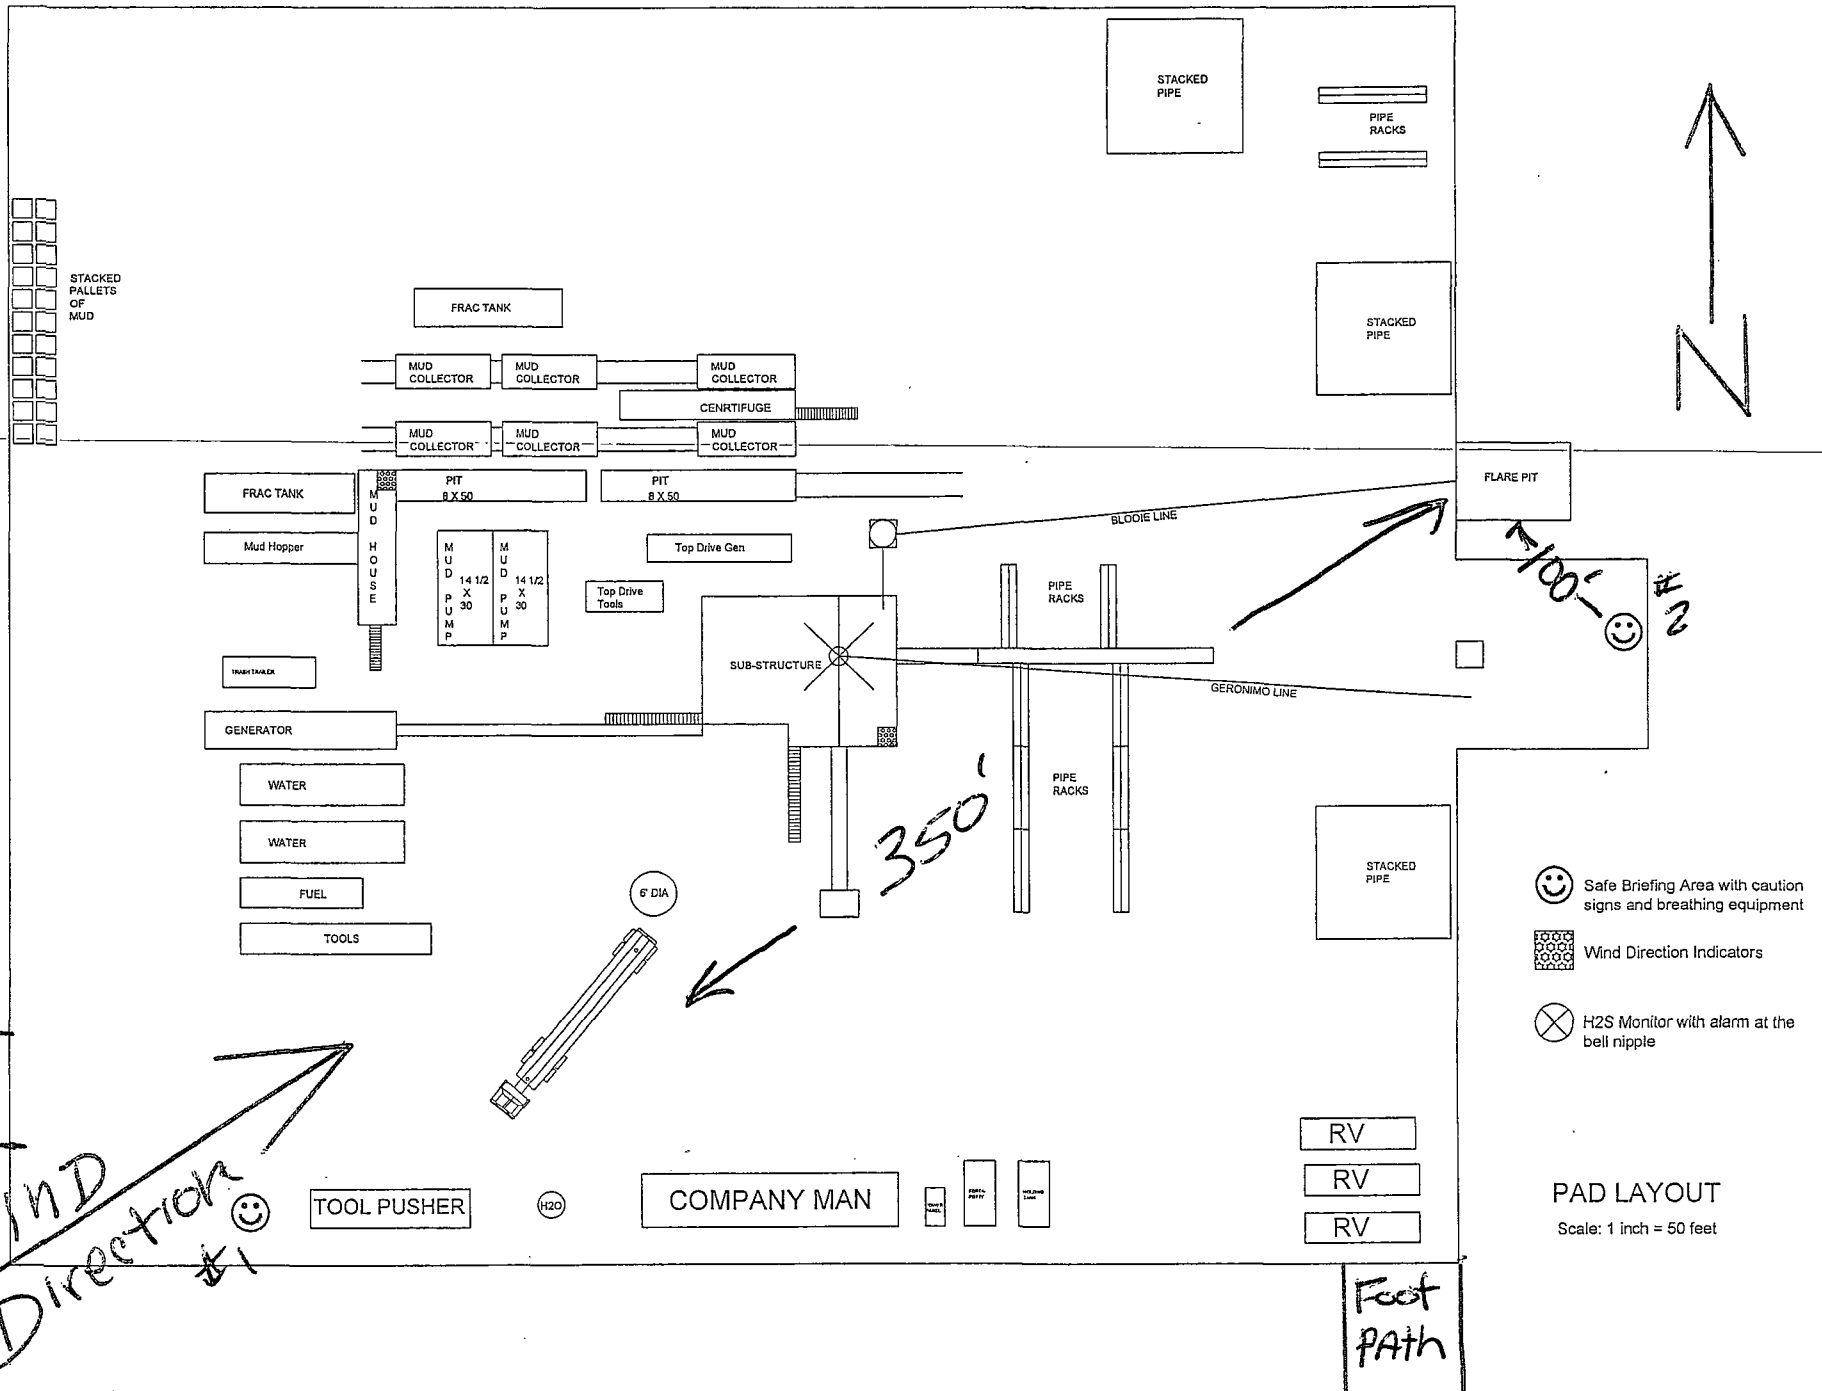 STACKED
PIPE
PIPE
RACKS
STACKED
PALLETS
OF
MUD
FRAC TANK
STACKED
PIPE
N
MUD
COLLECTOR
MUD
COLLECTOR
MUD
COLLECTOR
CENRTIFUGE
MUD
COLLECTOR
MUD
COLLECTOR
MUD
COLLECTOR
FRAC TANK
MUD HOUSE
PIT
8 X 50
PIT
8 X 50
FLARE PIT
BLOOIE LINE
Mud Hopper
MUD PUMP
14 1/2
X
30
MUD PUMP
14 1/2
X
30
Top Drive Gen
Top Drive
Tools
PIPE
RACKS
100'
#2
TRASH TRAILER
SUB-STRUCTURE
GERONIMO LINE
GENERATOR
WATER
PIPE
RACKS
350'
WATER
FUEL
6' DIA
STACKED
PIPE
TOOLS
Safe Briefing Area with caution
signs and breathing equipment
Wind Direction Indicators
H2S Monitor with alarm at the
bell nipple
RV
RV
RV
Direction
#1
TOOL PUSHER
H20
COMPANY MAN
HOLDING
TANK
PAD LAYOUT
Scale: 1 inch = 50 feet
Foot
PAth